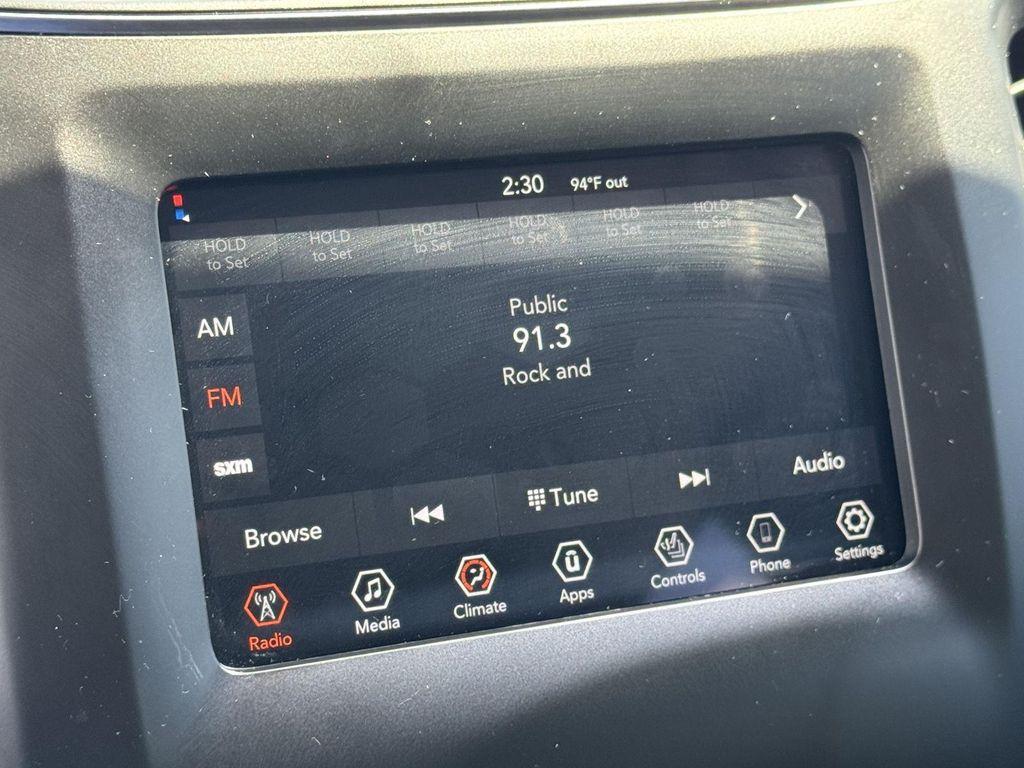 2:30 94°F out
HOLD HOLD HOLD HOLD HOLD HOLD
to Set to Set to Set to Set to Set to Set
Public
AM
91.3
Rock and
FM
sxm
Browse Tune Audio
Radio Media Climate Apps Controls Phone Settings